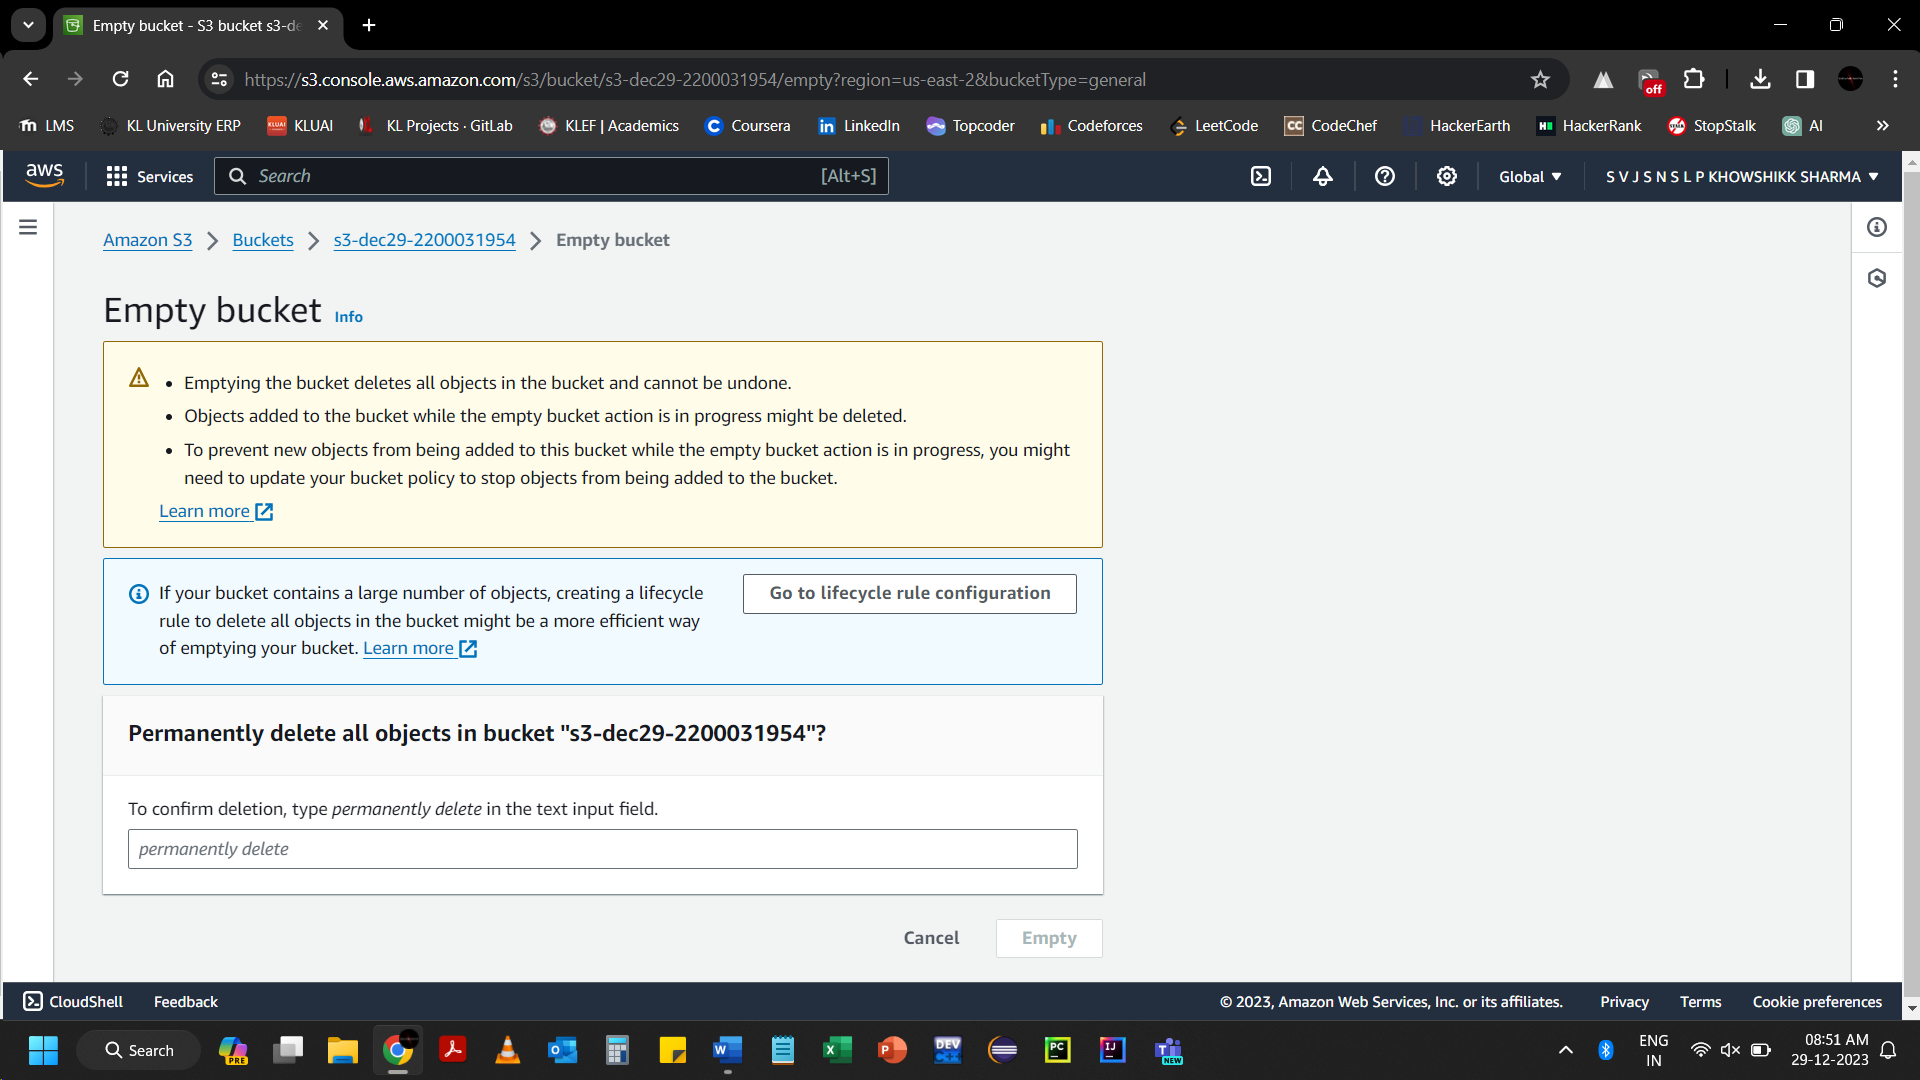 Empty bucket - S3 bucket s3-de
https://s3.console.aws.amazon.com/s3/bucket/s3-dec29-2200031954/empty?region=us-east-2&bucketType=general
off
LMS KL University ERP KLUAI KL Projects · GitLab KLEF | Academics Coursera LinkedIn Topcoder Codeforces LeetCode CodeChef HackerEarth HackerRank StopStalk AI
aws Services Search [Alt+S] Global S V J S N S L P KHOWSHIKK SHARMA
Amazon S3 Buckets s3-dec29-2200031954 Empty bucket
Empty bucket Info
Emptying the bucket deletes all objects in the bucket and cannot be undone.
Objects added to the bucket while the empty bucket action is in progress might be deleted.
To prevent new objects from being added to this bucket while the empty bucket action is in progress, you might
need to update your bucket policy to stop objects from being added to the bucket.
Learn more
If your bucket contains a large number of objects, creating a lifecycle
rule to delete all objects in the bucket might be a more efficient way
of emptying your bucket. Learn more
Go to lifecycle rule configuration
Permanently delete all objects in bucket "s3-dec29-2200031954"?
To confirm deletion, type permanently delete in the text input field.
permanently delete
Cancel Empty
CloudShell Feedback © 2023, Amazon Web Services, Inc. or its affiliates. Privacy Terms Cookie preferences
Search
ENG
IN
08:51 AM
29-12-2023